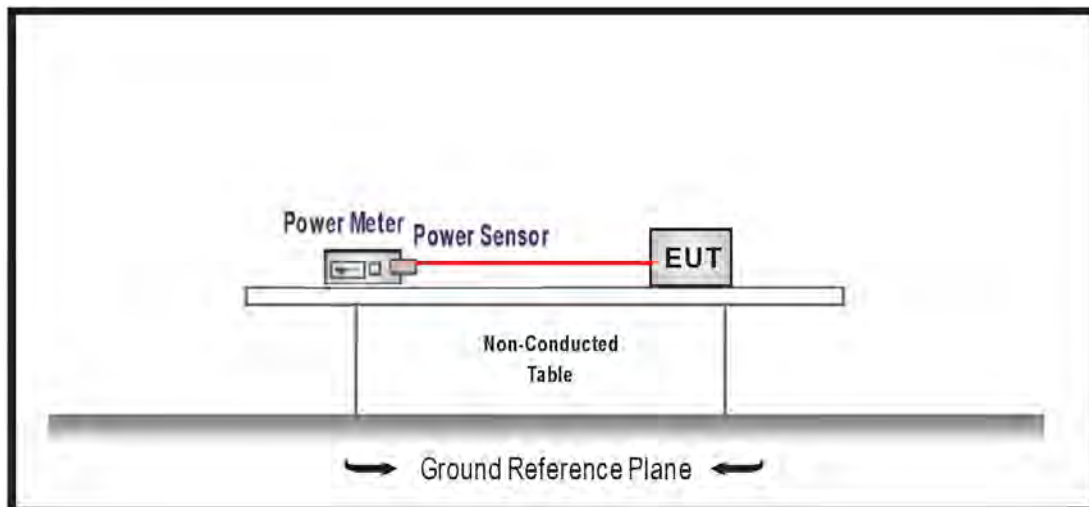 Power Meter
Power Sensor
EUT
Non-Conducted
Table
Ground Reference Plane